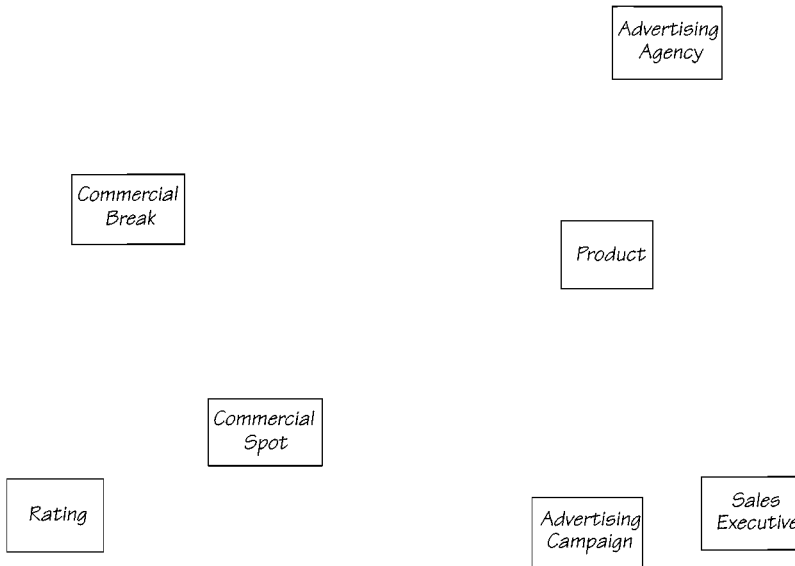 Advertising
Agency
Commercial
Break
Product
Commercial
Spot
Rating
Advertising
Campaign
Sales
Executive